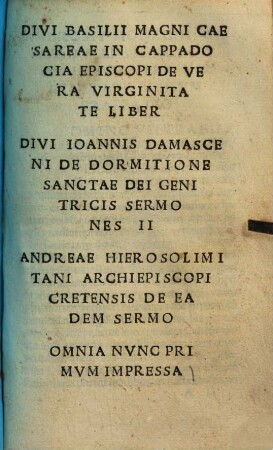 DIVI BASILII MAGNI CAE
SAREAE IN CAPPADO
CIA EPISCOPI DE VE
RA VIRGINITA
TE LIBER
DIVI IOANNIS DAMASCE
NI DE DORMITIONE
SANCTAE DEI GENI
TRICIS SERMO
NES II
ANDREAE HIEROSOLIMI
TANI ARCHIEPISCOPI
CRETENSIS DE EA
DEM SERMO
OMNIA NVNC PRI
MVM IMPRESSA